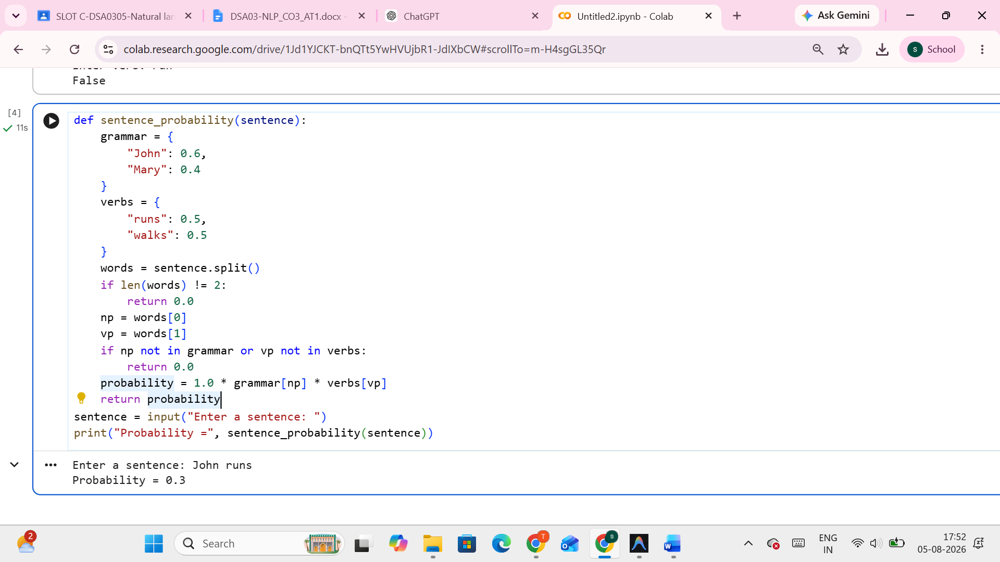 SLOT C-DSA0305-Natural lan
DSA03-NLP_CO3_AT1.docx -
ChatGPT
Untitled2.ipynb - Colab
Ask Gemini
colab.research.google.com/drive/1Jd1YJCKT-bnQTt5YwHVUjbR1-JdIXbCW#scrollTo=m-H4sgGL35Qr
S School
False
[4]
11s
def sentence_probability(sentence):
    grammar = {
        "John": 0.6,
        "Mary": 0.4
    }
    verbs = {
        "runs": 0.5,
        "walks": 0.5
    }
    words = sentence.split()
    if len(words) != 2:
        return 0.0
    np = words[0]
    vp = words[1]
    if np not in grammar or vp not in verbs:
        return 0.0
    probability = 1.0 * grammar[np] * verbs[vp]
    return probability
sentence = input("Enter a sentence: ")
print("Probability =", sentence_probability(sentence))
Enter a sentence: John runs
Probability = 0.3
2
Search
T
S
ENG
IN
17:52
05-08-2026